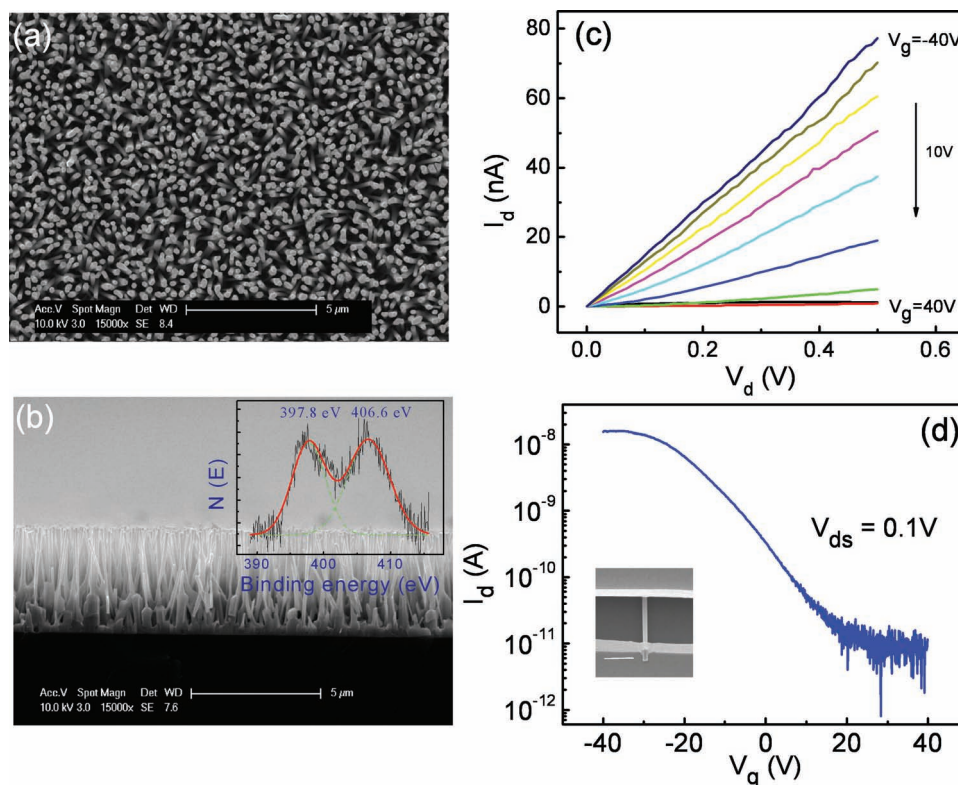 (a)
Acc.V Spot Magn Det WD
10.0 kV 3.0 15000x SE 8.4
5 µm
(b)
397.8 eV 406.6 eV
N (E)
390 400 410
Binding energy (eV)
Acc.V Spot Magn Det WD
10.0 kV 3.0 15000x SE 7.6
5 µm
(c)
V_g=-40V
10V
V_g=40V
I_d (nA)
80
60
40
20
0
0.0 0.2 0.4 0.6
V_d (V)
(d)
V_ds = 0.1V
I_d (A)
10^-8
10^-9
10^-10
10^-11
10^-12
-40 -20 0 20 40
V_g (V)